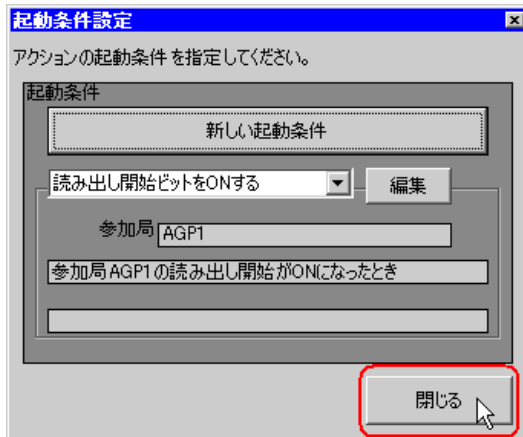 起動条件設定
アクションの起動条件 を指定してください。
起動条件
新しい起動条件
読み出し開始ビットをONする
編集
参加局 AGP1
参加局AGP1の読み出し開始がONになったとき
閉じる